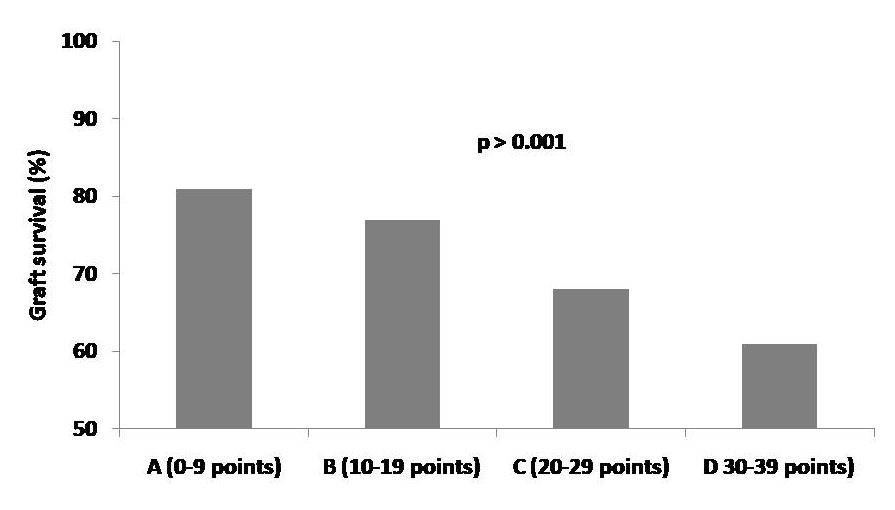 100
90
p > 0.001
80
Graft survival (%)
70
60
50
A (0-9 points) B (10-19 points) C (20-29 points) D 30-39 points)